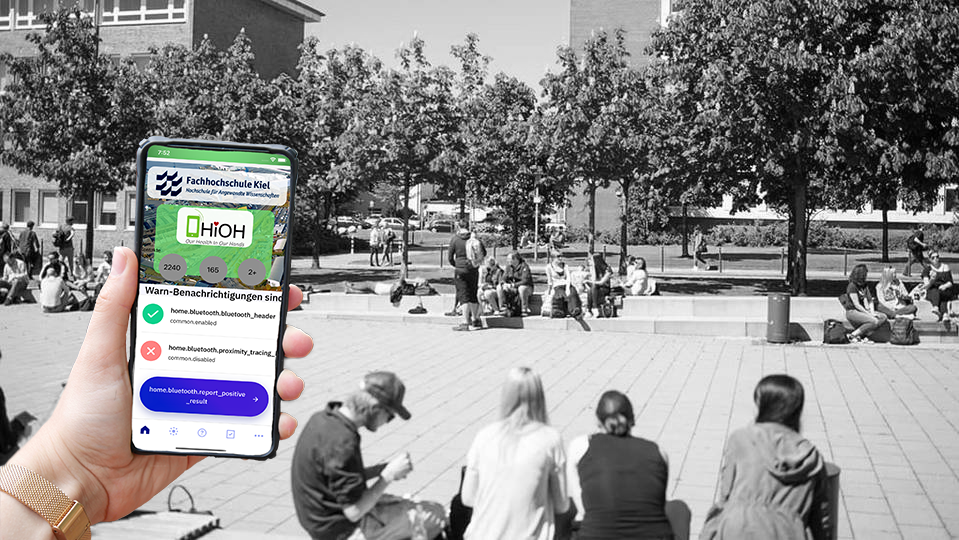 7:52
Fachhochschule Kiel
Hochschule für Angewandte Wissenschaften
HiOH
Our Health In Our Hands
2240
165
2+
Warn-Benachrichtigungen sind
home.bluetooth.bluetooth_header
common.enabled
home.bluetooth.proximity_tracing_
common.disabled
home.bluetooth.report_positive
_result